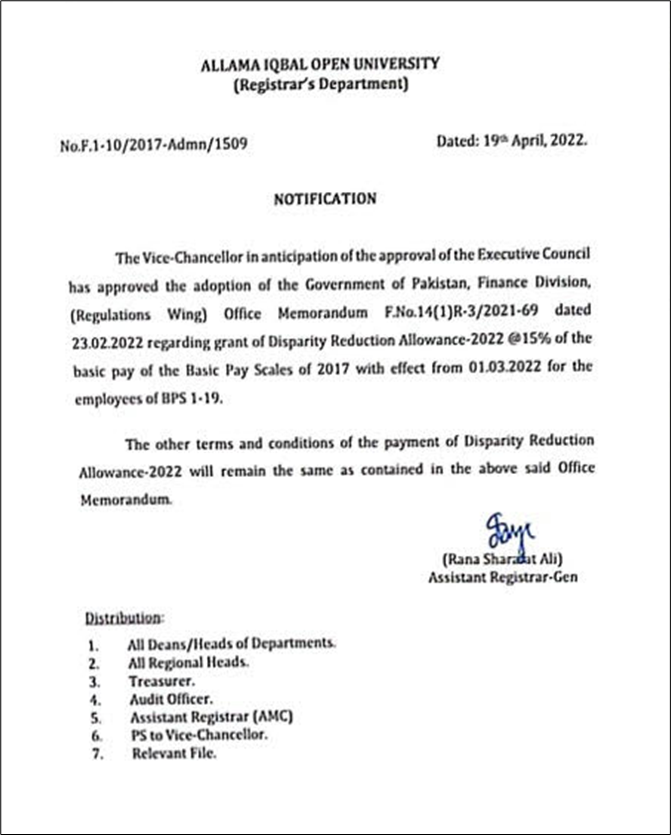 ALLAMA IQBAL OPEN UNIVERSITY
(Registrar's Department)
No.F.1-10/2017-Admn/1509 Dated: 19th April, 2022.
NOTIFICATION
The Vice-Chancellor in anticipation of the approval of the Executive Council
has approved the adoption of the Government of Pakistan, Finance Division,
(Regulations Wing) Office Memorandum F.No.14(1)R-3/2021-69 dated
23.02.2022 regarding grant of Disparity Reduction Allowance-2022 @15% of the
basic pay of the Basic Pay Scales of 2017 with effect from 01.03.2022 for the
employees of BPS 1-19.
The other terms and conditions of the payment of Disparity Reduction
Allowance-2022 will remain the same as contained in the above said Office
Memorandum.
(Rana Sharafat Ali)
Assistant Registrar-Gen
Distribution:
1. All Deans/Heads of Departments.
2. All Regional Heads.
3. Treasurer.
4. Audit Officer.
5. Assistant Registrar (AMC)
6. PS to Vice-Chancellor.
7. Relevant File.